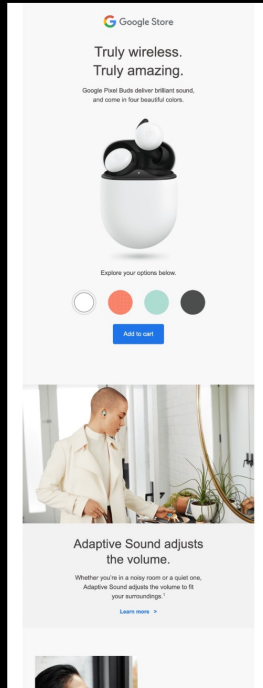 Google Store
Truly wireless.
Truly amazing.
Google Pixel Buds deliver brilliant sound,
and come in four beautiful colors.
Explore your options below.
Add to cart
Adaptive Sound adjusts
the volume.
Whether you're in a noisy room or a quiet one,
Adaptive Sound adjusts the volume to fit
your surroundings.¹
Learn more >